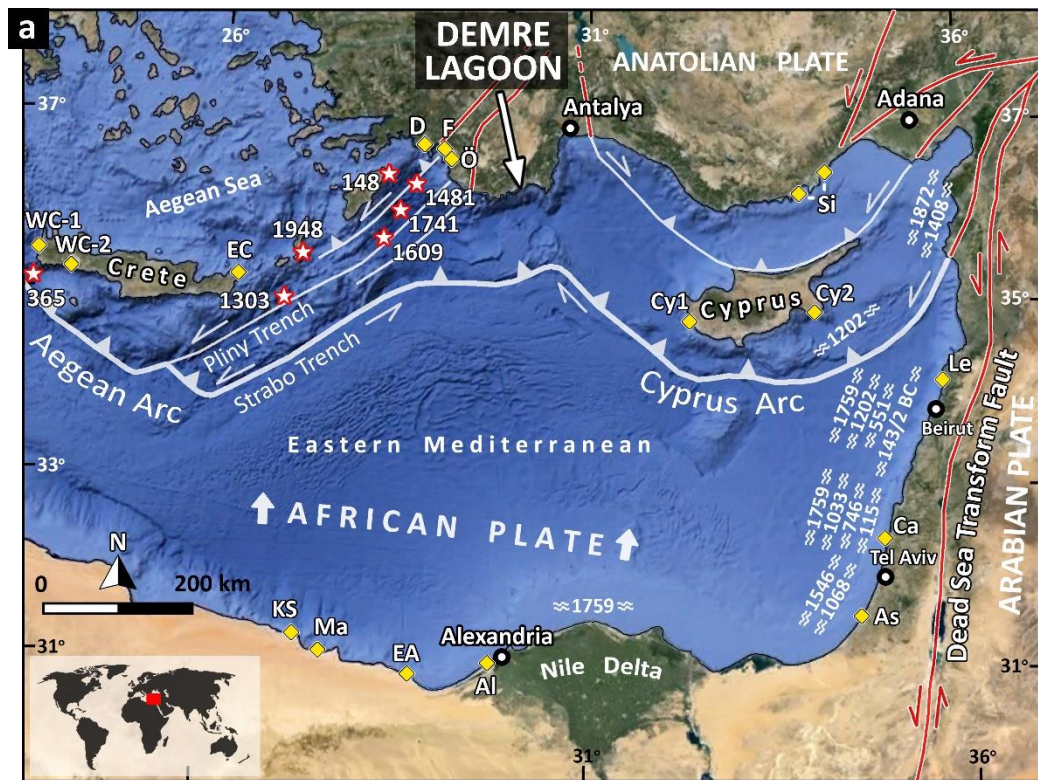 a
26°
31°
36°
DEMRE
LAGOON
ANATOLIAN PLATE
37°
37°
Antalya
Adana
D
F
Ö
148
1481
1741
1609
Aegean Sea
1948
Si
≈1872≈
≈1408≈
WC-1
WC-2
Crete
EC
365
1303
Pliny Trench
Strabo Trench
Aegean Arc
Cy1
Cyprus
Cy2
35°
≈1202≈
Cyprus Arc
Le
Beirut
≈1759≈
≈1202≈
≈551≈
≈143/2 BC≈
Eastern Mediterranean
33°
AFRICAN PLATE
≈1759≈
≈1033≈
≈746≈
≈115≈
Ca
Tel Aviv
Dead Sea Transform Fault
ARABIAN PLATE
N
0
200 km
≈1546≈
≈1068≈
As
≈1759≈
KS
Ma
EA
Al
Alexandria
Nile Delta
31°
31°
31°
36°